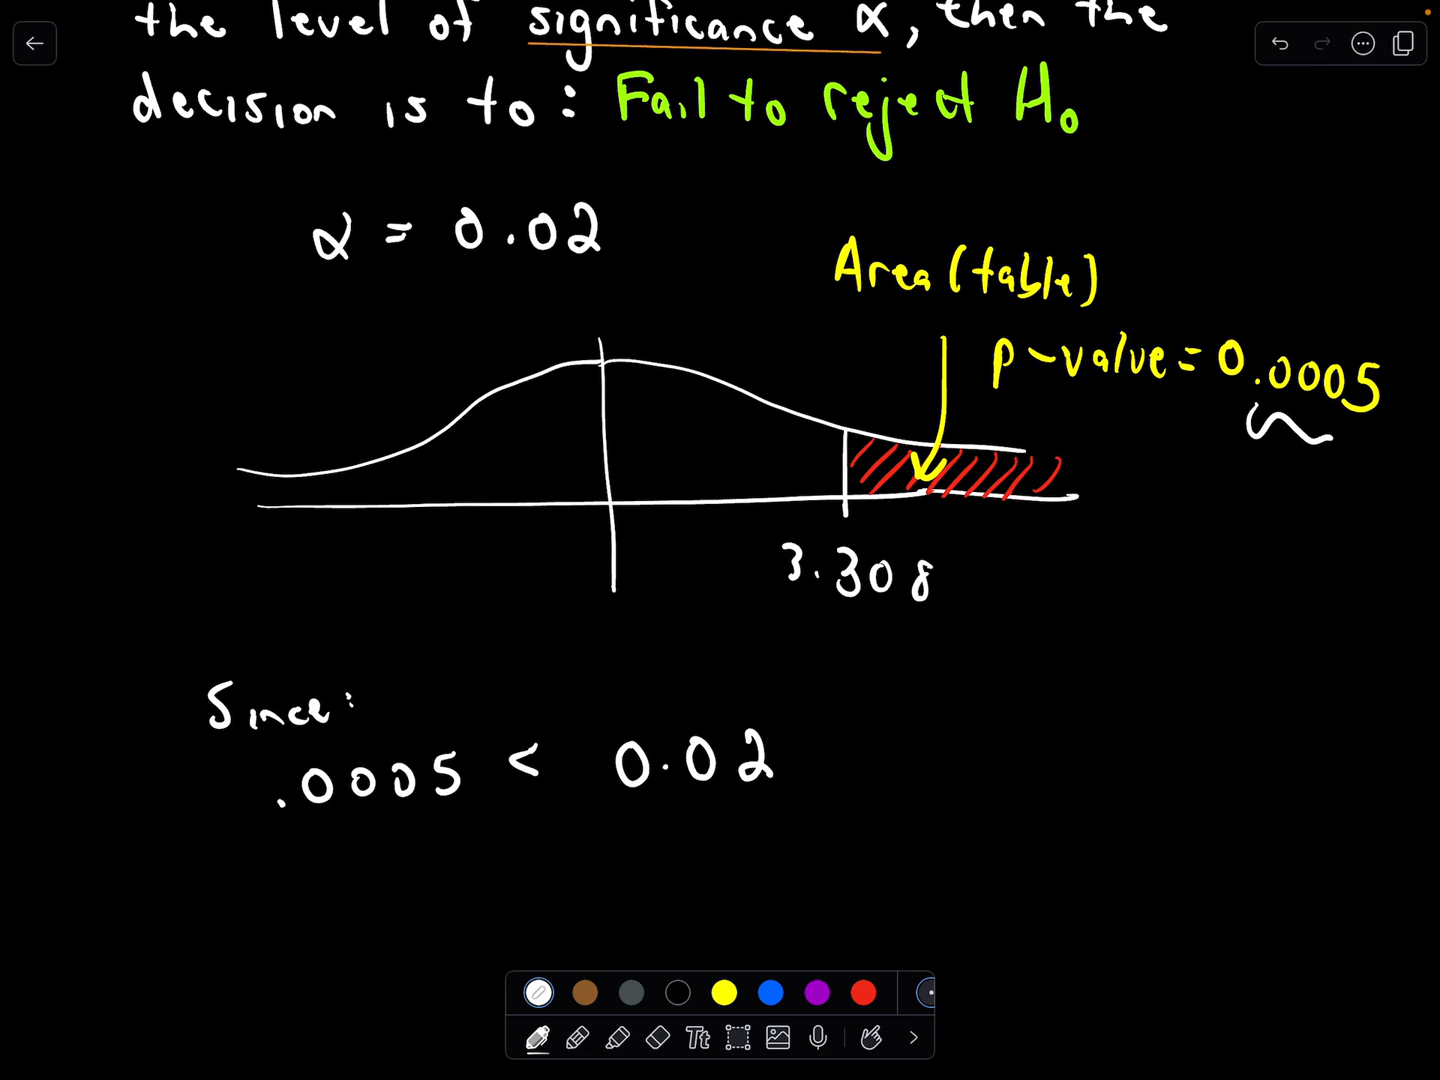 the level of significance α, then the
decision is to: Fail to reject H₀
α = 0.02
Area (table)
p-value = 0.0005
3.308
Since:
.0005 < 0.02
Tt